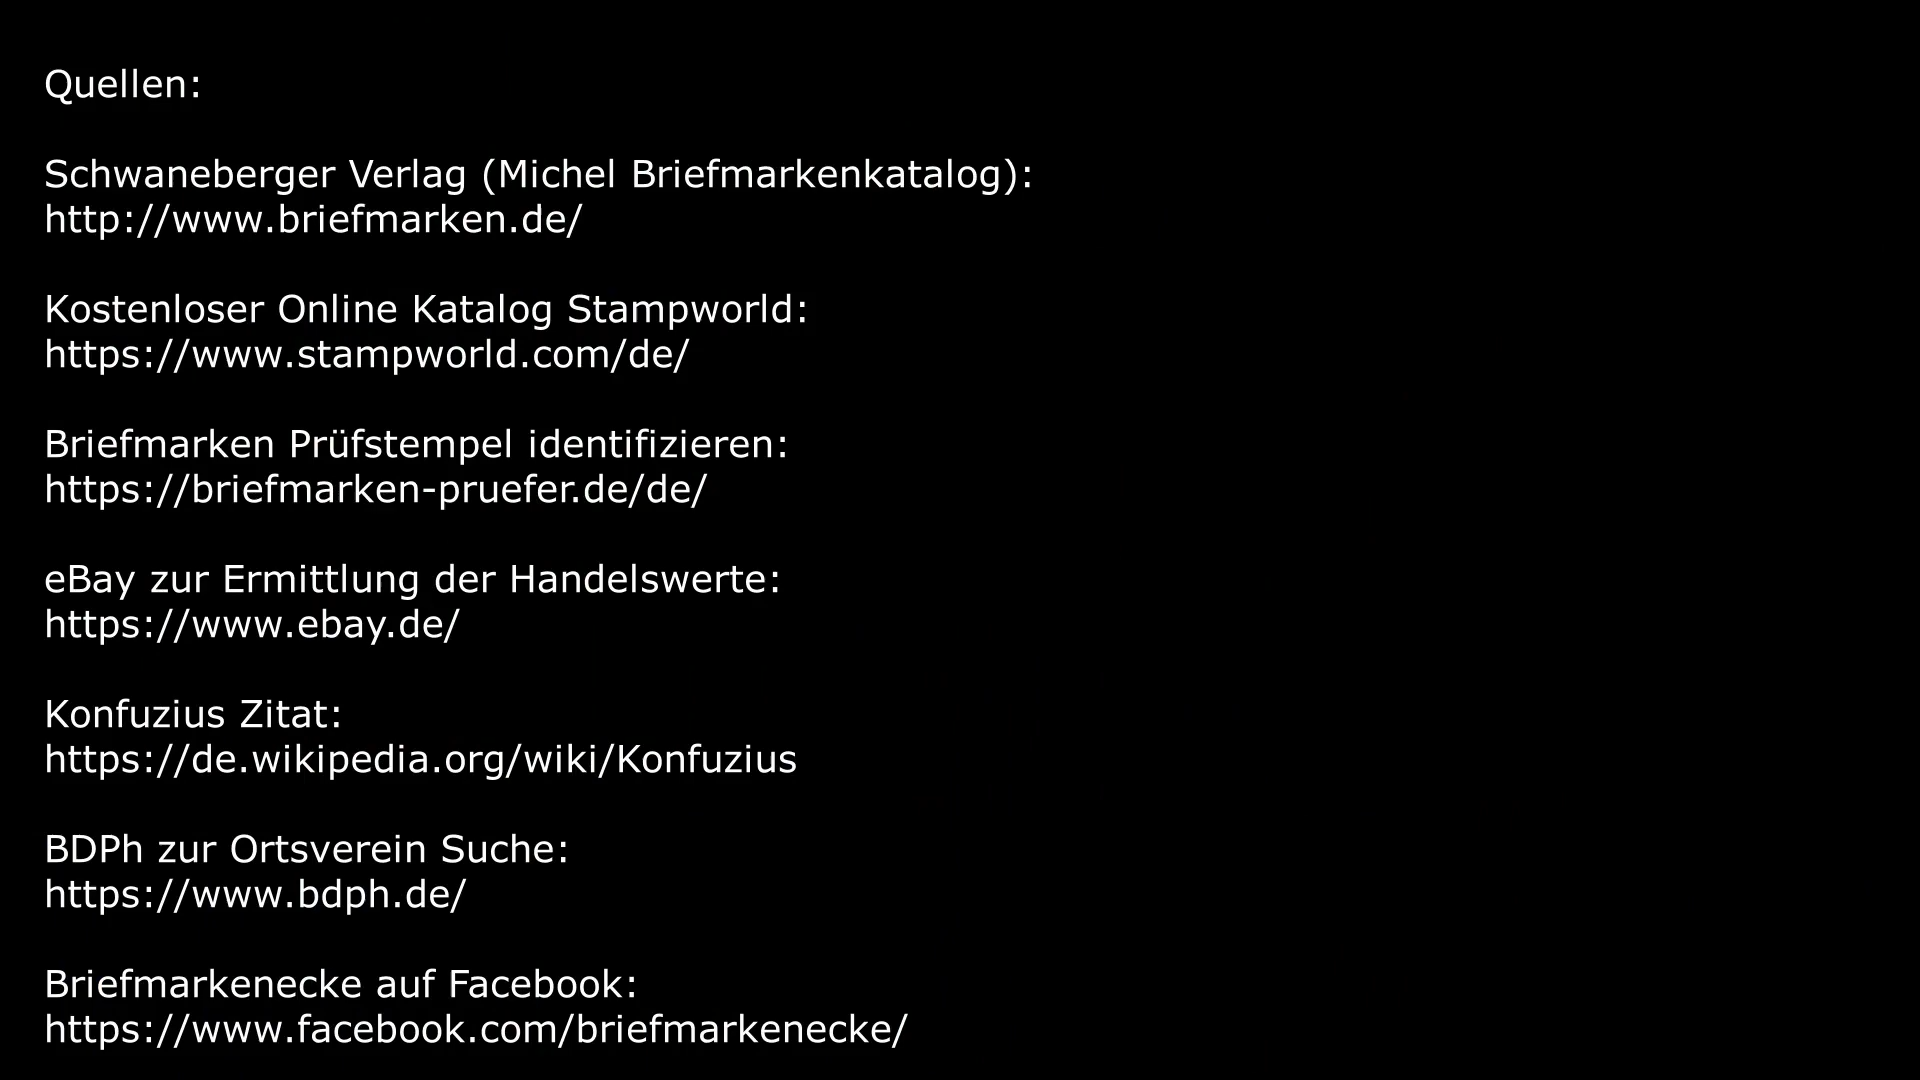 Quellen:
Schwaneberger Verlag (Michel Briefmarkenkatalog):
http://www.briefmarken.de/
Kostenloser Online Katalog Stampworld:
https://www.stampworld.com/de/
Briefmarken Prüfstempel identifizieren:
https://briefmarken-pruefer.de/de/
eBay zur Ermittlung der Handelswerte:
https://www.ebay.de/
Konfuzius Zitat:
https://de.wikipedia.org/wiki/Konfuzius
BDPh zur Ortsverein Suche:
https://www.bdph.de/
Briefmarkenecke auf Facebook:
https://www.facebook.com/briefmarkenecke/